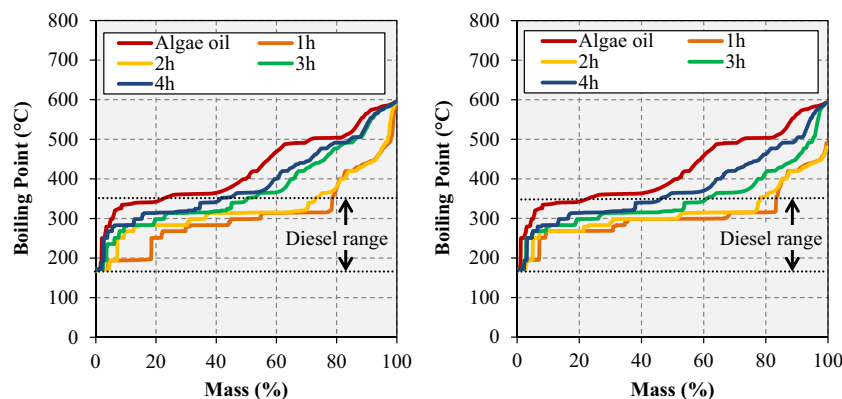 800
700
600
500
400
300
200
100
0
Boiling Point (°C)
Algae oil 1h
2h 3h
4h
Diesel range
0 20 40 60 80 100
Mass (%)
800
700
600
500
400
300
200
100
0
Boiling Point (°C)
Algae oil 1h
2h 3h
4h
Diesel range
0 20 40 60 80 100
Mass (%)